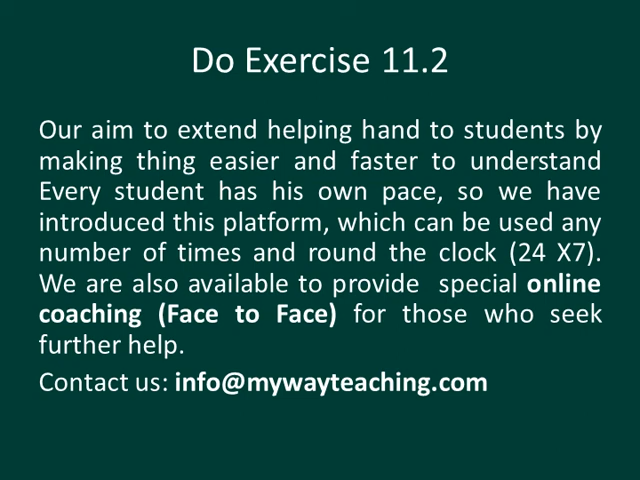 Do Exercise 11.2
Our aim to extend helping hand to students by
making thing easier and faster to understand
Every student has his own pace, so we have
introduced this platform, which can be used any
number of times and round the clock (24 X7).
We are also available to provide  special online
coaching (Face to Face) for those who seek
further help.
Contact us: info@mywayteaching.com